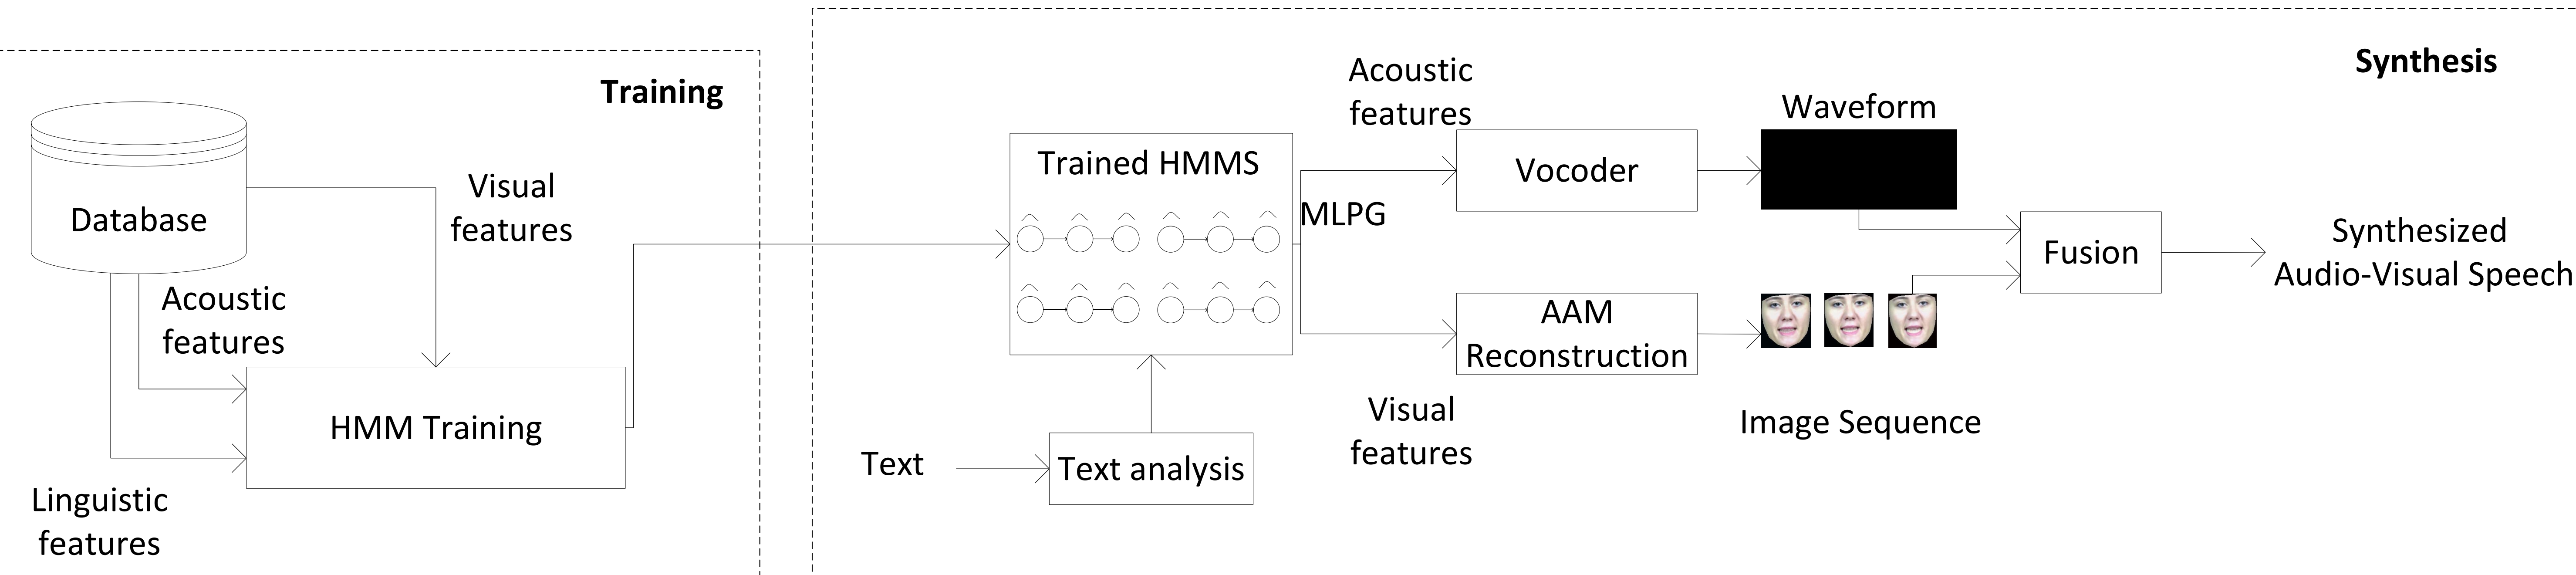 Training
Database
Visual
features
Acoustic
features
HMM Training
Linguistic
features
Synthesis
Trained HMMS
Text
Text analysis
MLPG
Acoustic
features
Vocoder
Waveform
Visual
features
AAM
Reconstruction
Image Sequence
Fusion
Synthesized
Audio-Visual Speech